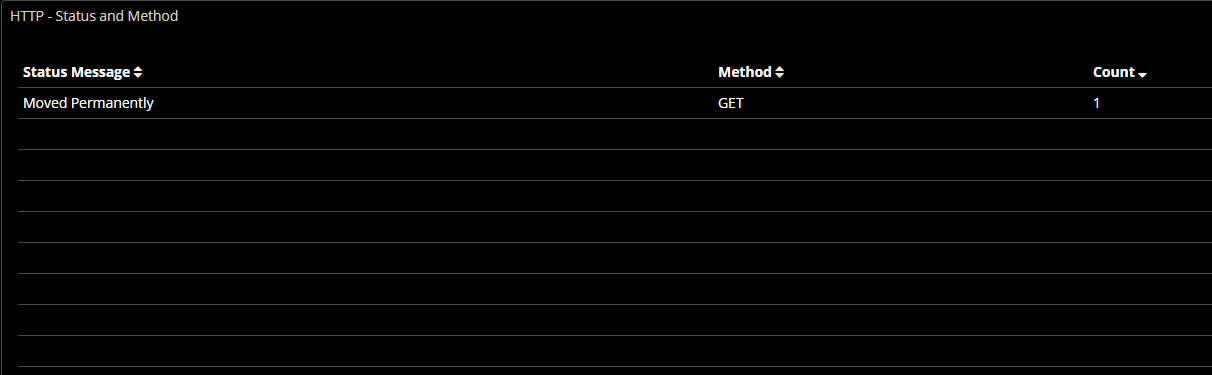 HTTP - Status and Method
Status Message Method Count
Moved Permanently GET 1